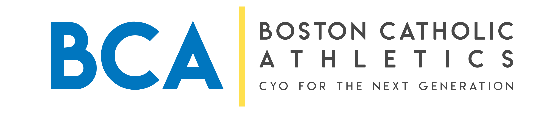 BCA
BOSTON CATHOLIC
ATHLETICS
CYO FOR THE NEXT GENERATION